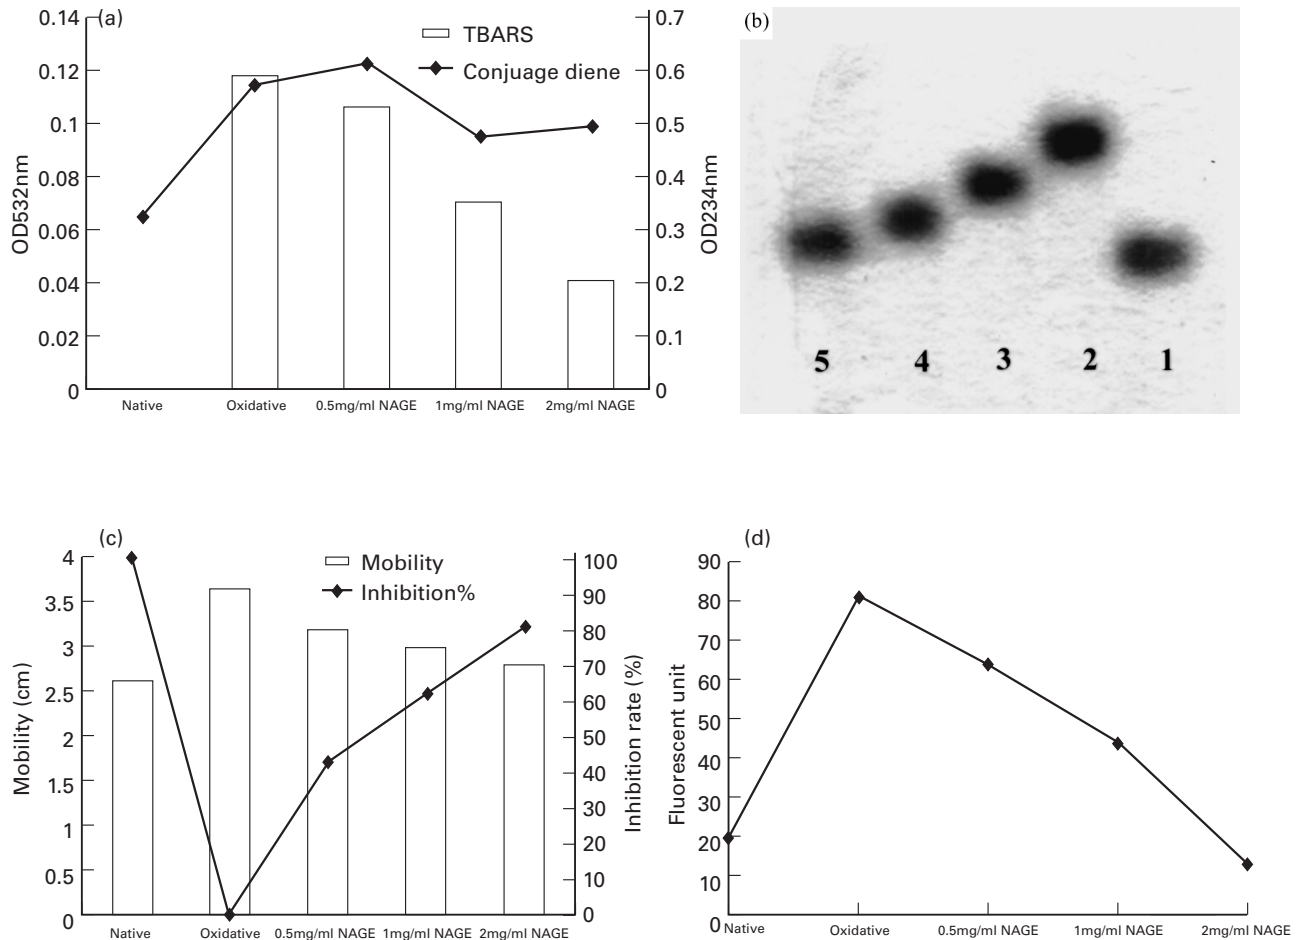 (a)
TBARS
Conjuage diene
OD532nm
0.14
0.12
0.1
0.08
0.06
0.04
0.02
0
OD234nm
0.7
0.6
0.5
0.4
0.3
0.2
0.1
0
Native Oxidative 0.5mg/ml NAGE 1mg/ml NAGE 2mg/ml NAGE
(b)
5 4 3 2 1
(c)
Mobility
Inhibition%
Mobility (cm)
4
3.5
3
2.5
2
1.5
1
0.5
0
Inhibition rate (%)
100
90
80
70
60
50
40
30
20
10
0
Native Oxidative 0.5mg/ml NAGE 1mg/ml NAGE 2mg/ml NAGE
(d)
Fluorescent unit
90
80
70
60
50
40
30
20
10
0
Native Oxidative 0.5mg/ml NAGE 1mg/ml NAGE 2mg/ml NAGE